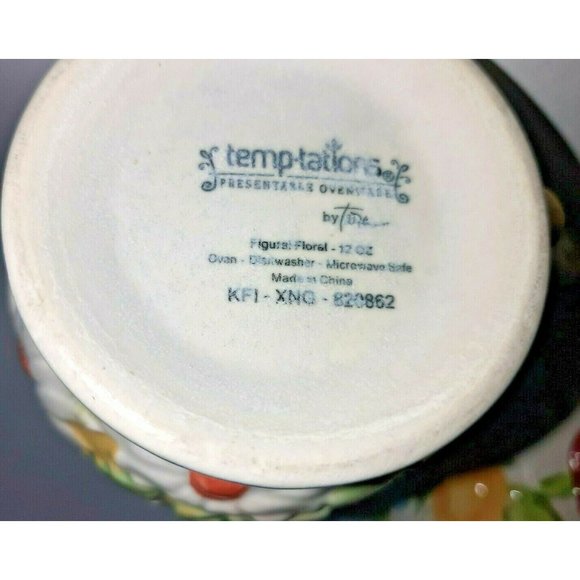 temp-tations
PRESENTABLE OVENWARE
by Tara
Figural Floral - 12 OZ
Oven - Dishwasher - Microwave Safe
Made in China
KFI - XNG - 820862